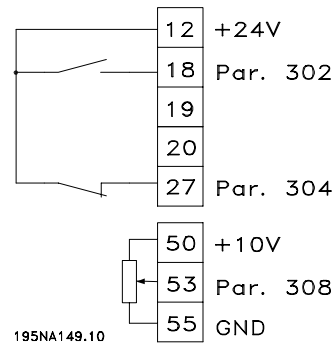 12 +24V
18 Par. 302
19
20
27 Par. 304
50 +10V
53 Par. 308
55 GND
195NA149.10